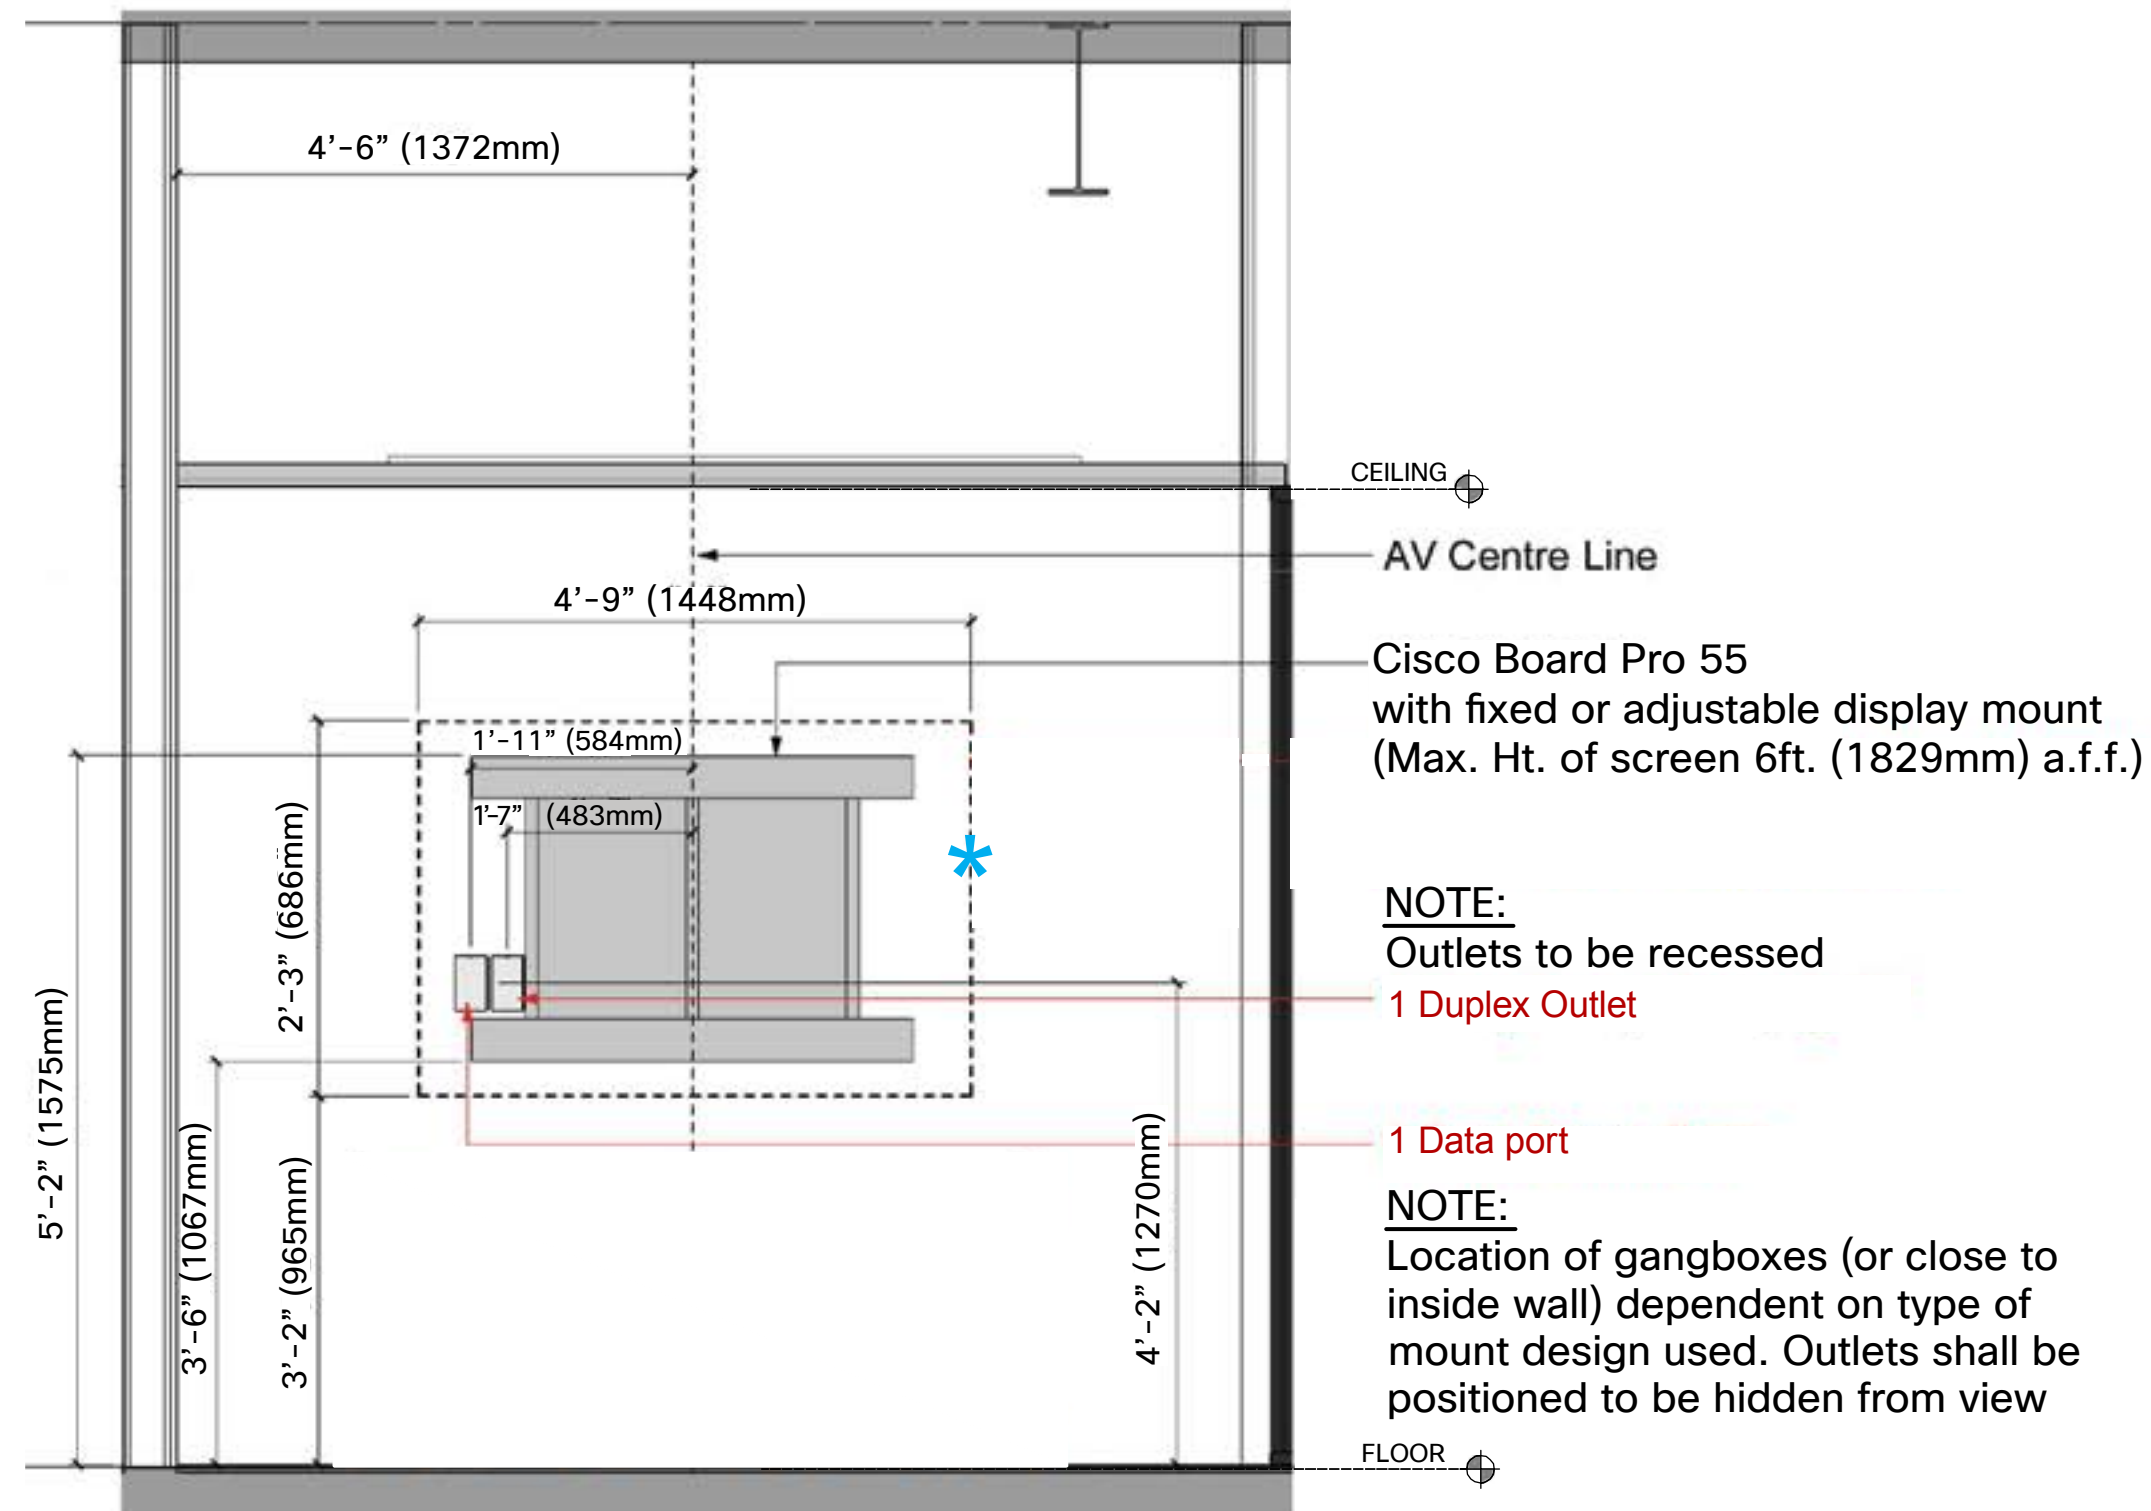 4’-6” (1372mm)
CEILING
AV Centre Line
4’-9” (1448mm)
Cisco Board Pro 55
with fixed or adjustable display mount
(Max. Ht. of screen 6ft. (1829mm) a.f.f.)
1’-11” (584mm)
1’-7” (483mm)
2’-3” (686mm)
*
NOTE:
Outlets to be recessed
1 Duplex Outlet
5’-2” (1575mm)
3’-6” (1067mm)
3’-2” (965mm)
4’-2” (1270mm)
1 Data port
NOTE:
Location of gangboxes (or close to
inside wall) dependent on type of
mount design used. Outlets shall be
positioned to be hidden from view
FLOOR